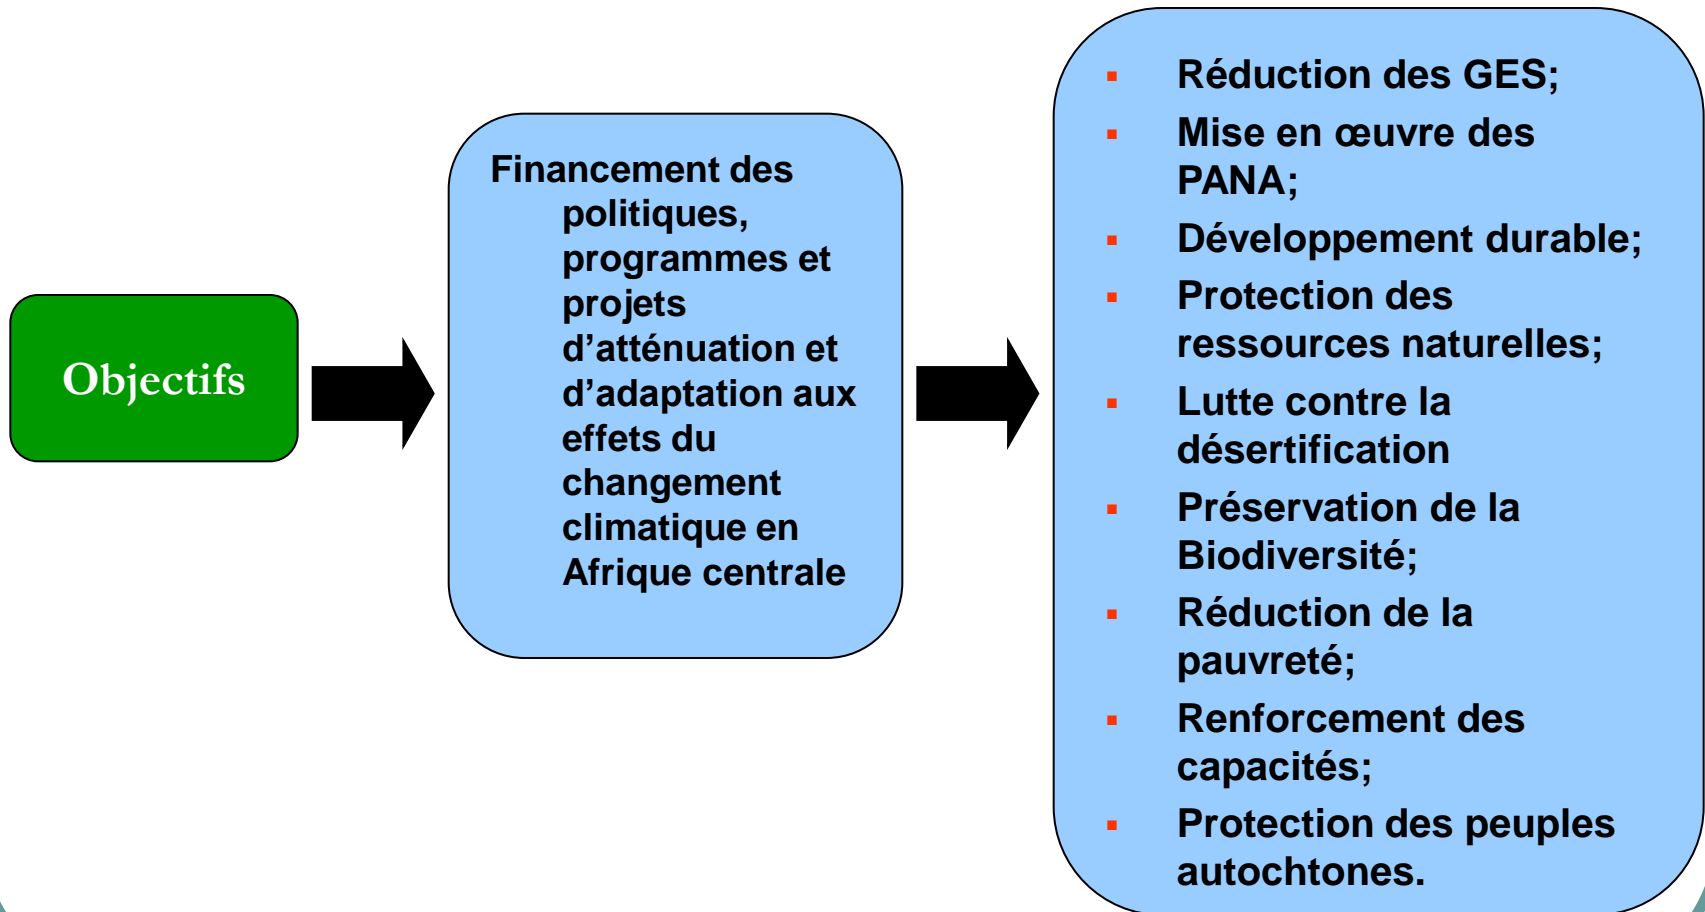 Objectifs
Financement des
politiques,
programmes et
projets
d’atténuation et
d’adaptation aux
effets du
changement
climatique en
Afrique centrale
▪ Réduction des GES;
▪ Mise en œuvre des
PANA;
▪ Développement durable;
▪ Protection des
ressources naturelles;
▪ Lutte contre la
désertification
▪ Préservation de la
Biodiversité;
▪ Réduction de la
pauvreté;
▪ Renforcement des
capacités;
▪ Protection des peuples
autochtones.